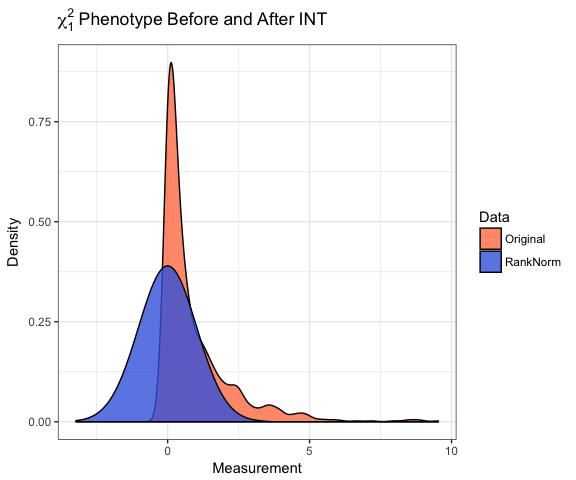 χ²₁ Phenotype Before and After INT
Density
0.75
0.50
0.25
0.00
0
5
10
Measurement
Data
Original
RankNorm